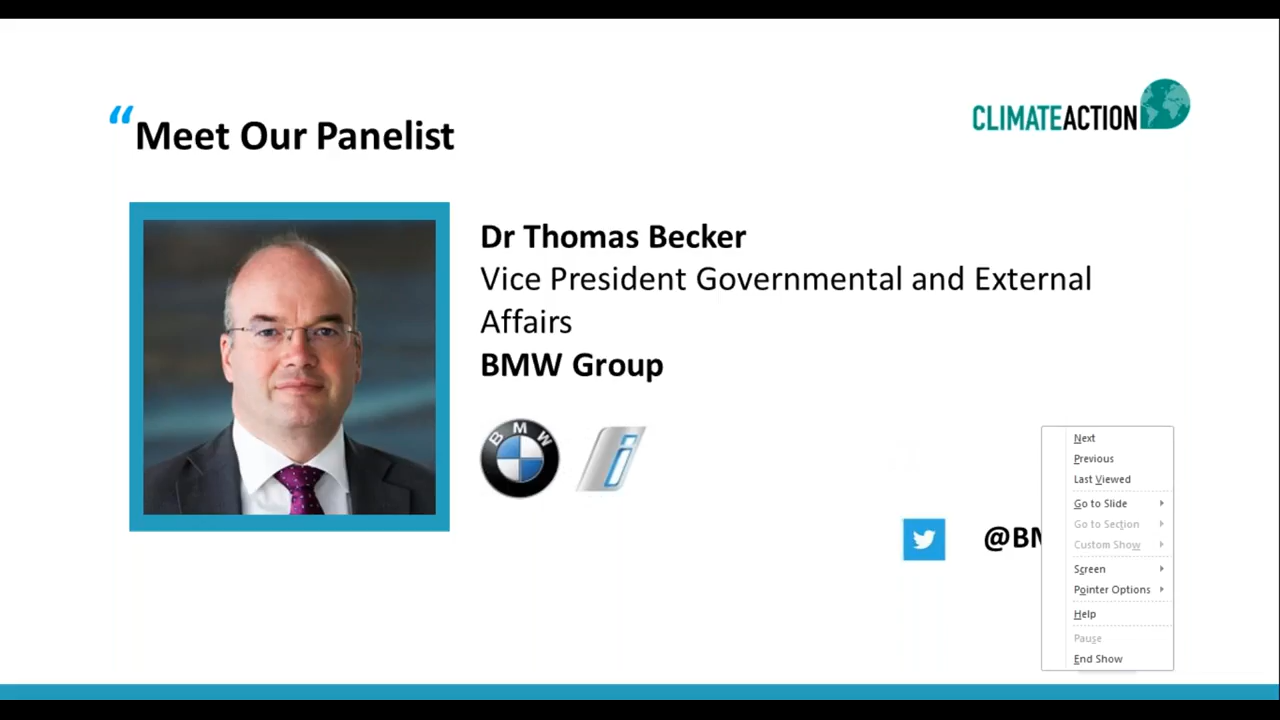 “Meet Our Panelist
CLIMATEACTION
Dr Thomas Becker
Vice President Governmental and External
Affairs
BMW Group
BMW
i
Next
Previous
Last Viewed
Go to Slide
Go to Section
Custom Show
Screen
Pointer Options
Help
Pause
End Show